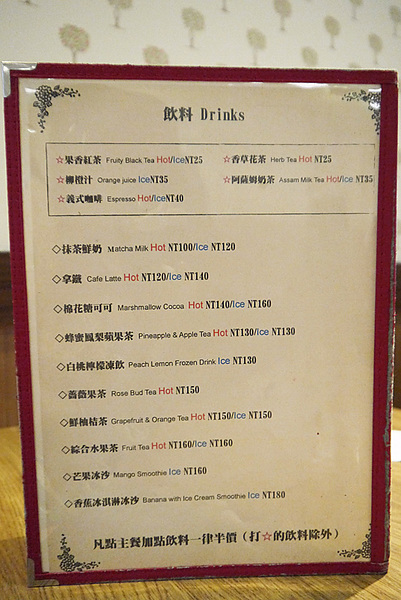 飲料 Drinks
☆果香紅茶 Fruity Black Tea Hot/Ice NT25 ☆香草花茶 Herb Tea Hot NT25
☆柳橙汁 Orange juice Ice NT35 ☆阿薩姆奶茶 Assam Milk Tea Hot/Ice NT35
☆義式咖啡 Espresso Hot/Ice NT40
◇抹茶鮮奶 Matcha Milk Hot NT100/Ice NT120
◇拿鐵 Cafe Latte Hot NT120/Ice NT140
◇棉花糖可可 Marshmallow Cocoa Hot NT140/Ice NT160
◇蜂蜜鳳梨蘋果茶 Pineapple & Apple Tea Hot NT130/Ice NT130
◇白桃檸檬凍飲 Peach Lemon Frozen Drink Ice NT130
◇薔薇果茶 Rose Bud Tea Hot NT150
◇鮮柚桔茶 Grapefruit & Orange Tea Hot NT150/Ice NT150
◇綜合水果茶 Fruit Tea Hot NT160/Ice NT160
◇芒果冰沙 Mango Smoothie Ice NT160
◇香蕉冰淇淋冰沙 Banana with Ice Cream Smoothie Ice NT180
凡點主餐加點飲料一律半價（打☆的飲料除外）